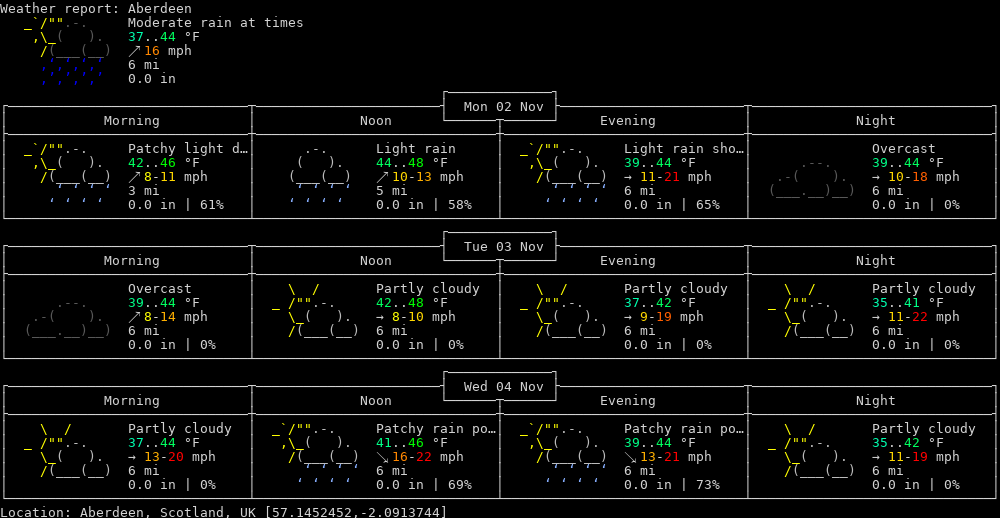 Weather report: Aberdeen
Moderate rain at times
37..44 °F
↗ 16 mph
6 mi
0.0 in
Mon 02 Nov
Morning Noon Evening Night
Patchy light d… Light rain Light rain sho… Overcast
42..46 °F 44..48 °F 39..44 °F 39..44 °F
↗ 8-11 mph ↗ 10-13 mph → 11-21 mph → 10-18 mph
3 mi 5 mi 6 mi 6 mi
0.0 in | 61% 0.0 in | 58% 0.0 in | 65% 0.0 in | 0%
Tue 03 Nov
Morning Noon Evening Night
Overcast Partly cloudy Partly cloudy Partly cloudy
39..44 °F 42..48 °F 37..42 °F 35..41 °F
↗ 8-14 mph → 8-10 mph → 9-19 mph → 11-22 mph
6 mi 6 mi 6 mi 6 mi
0.0 in | 0% 0.0 in | 0% 0.0 in | 0% 0.0 in | 0%
Wed 04 Nov
Morning Noon Evening Night
Partly cloudy Patchy rain po… Patchy rain po… Partly cloudy
37..44 °F 41..46 °F 39..44 °F 35..42 °F
→ 13-20 mph ↘ 16-22 mph ↘ 13-21 mph → 11-19 mph
6 mi 6 mi 6 mi 6 mi
0.0 in | 0% 0.0 in | 69% 0.0 in | 73% 0.0 in | 0%
Location: Aberdeen, Scotland, UK [57.1452452,-2.0913744]